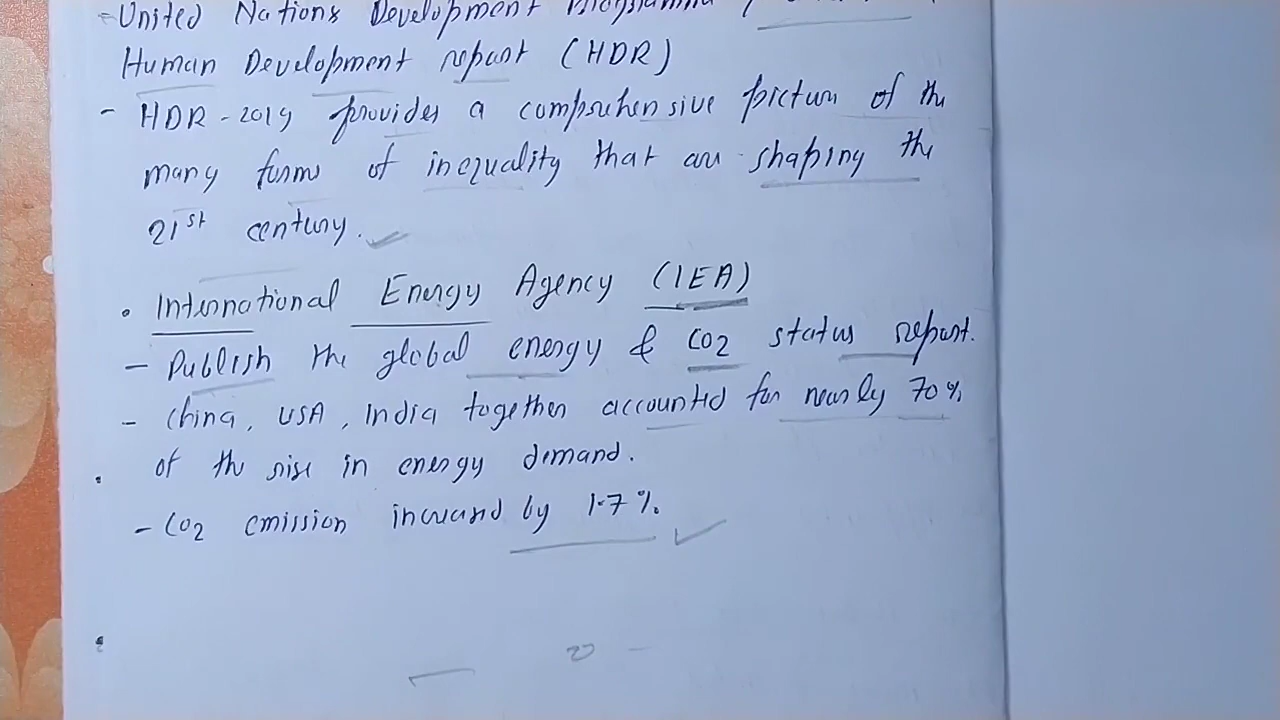 - United Nations Development Programme
Human Development report (HDR)
- HDR-2019 provides a comprehensive picture of the
many forms of inequality that are shaping the
21st century.
• International Energy Agency (IEA)
- Publish the global energy & CO2 status report.
- China, USA, India together accounted for nearly 70%
of the rise in energy demand.
- CO2 emission increased by 1.7%.